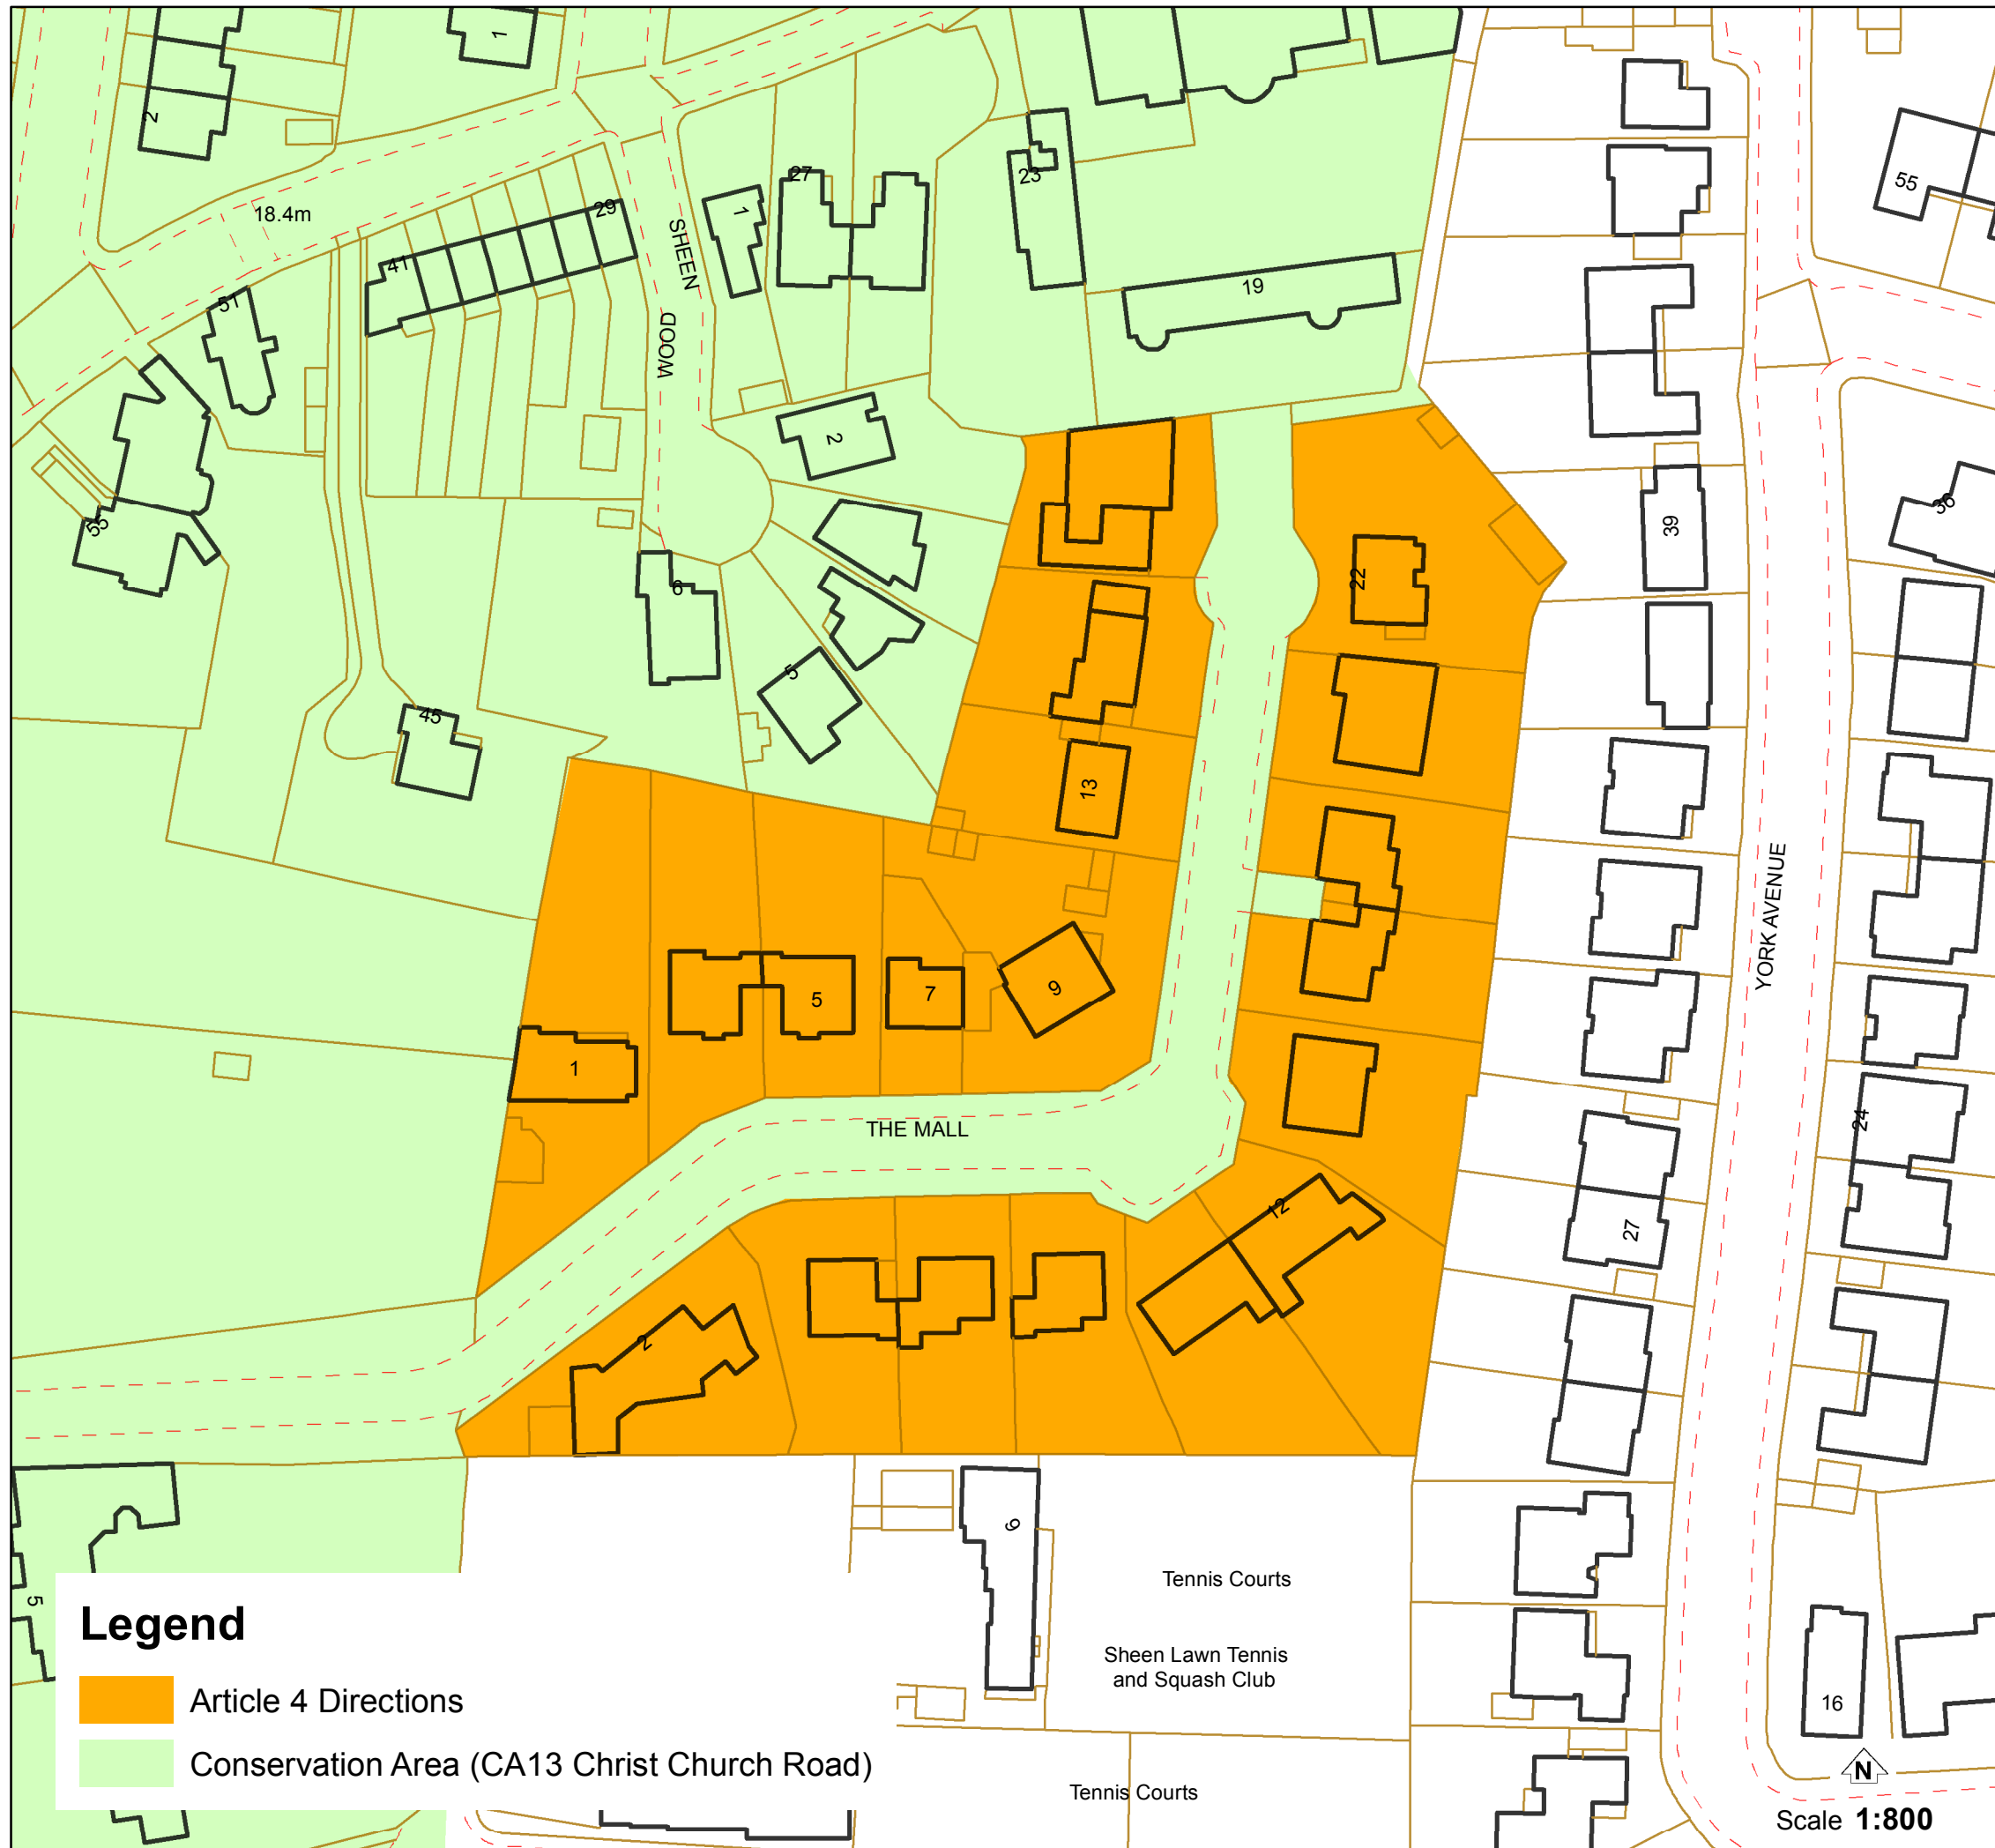 1
2
27
23
18.4m
29
1
SHEEN
41
19
51
WOOD
55
2
36
55
39
6
22
5
45
13
YORK AVENUE
5
7
9
1
THE MALL
24
12
27
2
9
Tennis Courts
5
Sheen Lawn Tennis
and Squash Club
16
Tennis Courts
Legend
Article 4 Directions
Conservation Area (CA13 Christ Church Road)
N
Scale 1:800